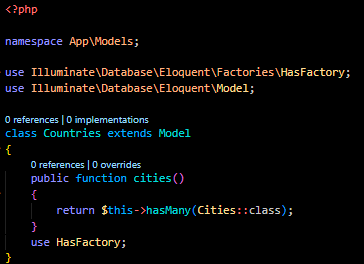 <?php
namespace App\Models;
use Illuminate\Database\Eloquent\Factories\HasFactory;
use Illuminate\Database\Eloquent\Model;
0 references | 0 implementations
class Countries extends Model
{
0 references | 0 overrides
public function cities()
{
return $this->hasMany(Cities::class);
}
use HasFactory;
}